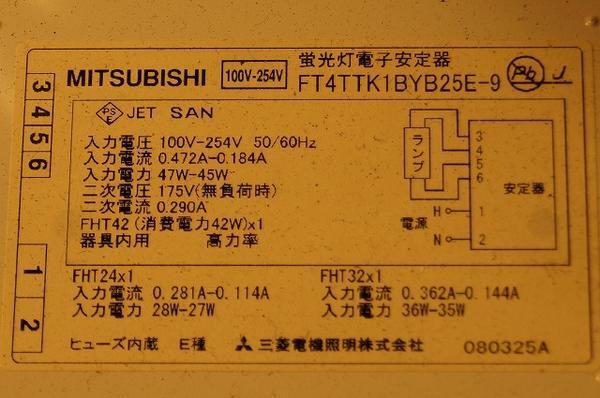 蛍光灯電子安定器
MITSUBISHI 100V-254V FT4TTK1BYB25E-9 Pb J
PS E JET SAN
入力電圧 100V-254V 50/60Hz
入力電流 0.472A-0.184A
入力電力 47W-45W
二次電圧 175V(無負荷時)
二次電流 0.290A
FHT42 (消費電力42W)x1
器具内用 高力率
ランプ
3
4
5
6
安定器
電源
H 1
N 2
3
4
5
6
1
2
FHT24x1
入力電流 0.281A-0.114A
入力電力 28W-27W
FHT32x1
入力電流 0.362A-0.144A
入力電力 36W-35W
ヒューズ内蔵 E種 三菱電機照明株式会社 080325A